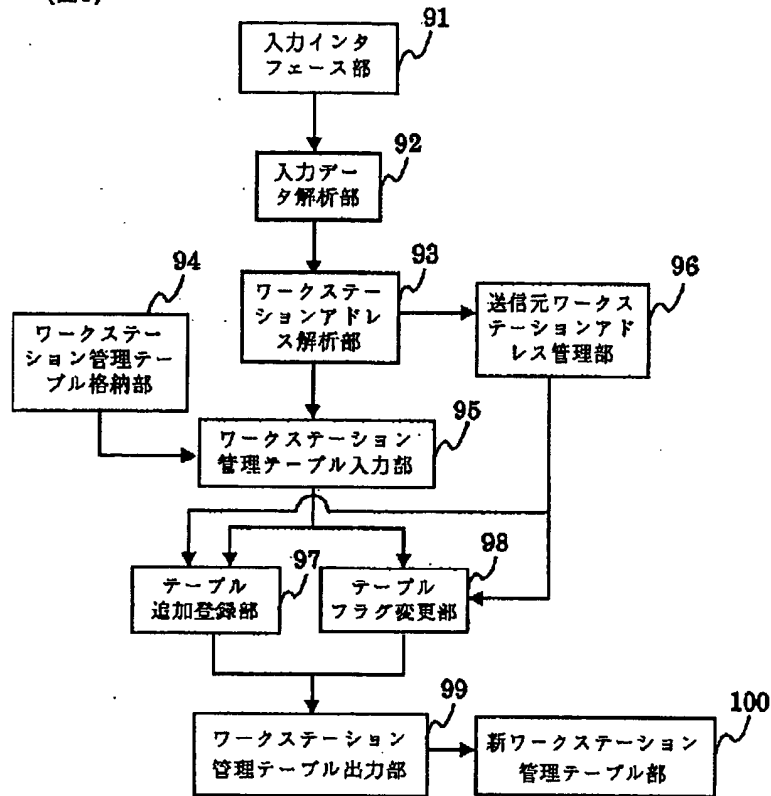 91
入力インタ
フェース部
92
入力デー
タ解析部
93
ワークステー
ションアドレ
ス解析部
94
ワークステー
ション管理テー
ブル格納部
96
送信元ワークス
テーションアド
レス管理部
95
ワークステーション
管理テーブル入力部
97
テーブル
追加登録部
98
テーブル
フラグ変更部
99
ワークステーション
管理テーブル出力部
100
新ワークステーション
管理テーブル部